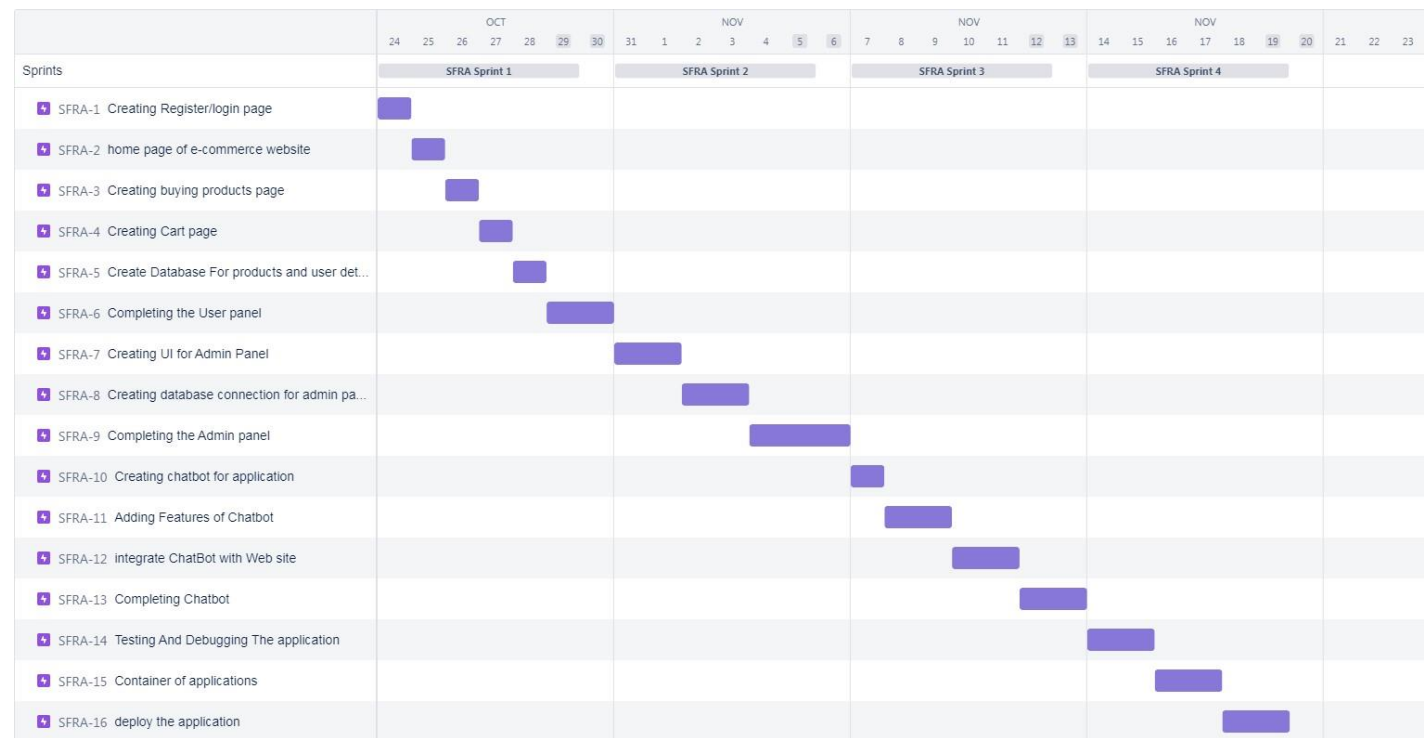 OCT NOV NOV NOV
24 25 26 27 28 29 30 31 1 2 3 4 5 6 7 8 9 10 11 12 13 14 15 16 17 18 19 20 21 22 23
Sprints SFRA Sprint 1 SFRA Sprint 2 SFRA Sprint 3 SFRA Sprint 4
SFRA-1 Creating Register/login page
SFRA-2 home page of e-commerce website
SFRA-3 Creating buying products page
SFRA-4 Creating Cart page
SFRA-5 Create Database For products and user det...
SFRA-6 Completing the User panel
SFRA-7 Creating UI for Admin Panel
SFRA-8 Creating database connection for admin pa...
SFRA-9 Completing the Admin panel
SFRA-10 Creating chatbot for application
SFRA-11 Adding Features of Chatbot
SFRA-12 integrate ChatBot with Web site
SFRA-13 Completing Chatbot
SFRA-14 Testing And Debugging The application
SFRA-15 Container of applications
SFRA-16 deploy the application